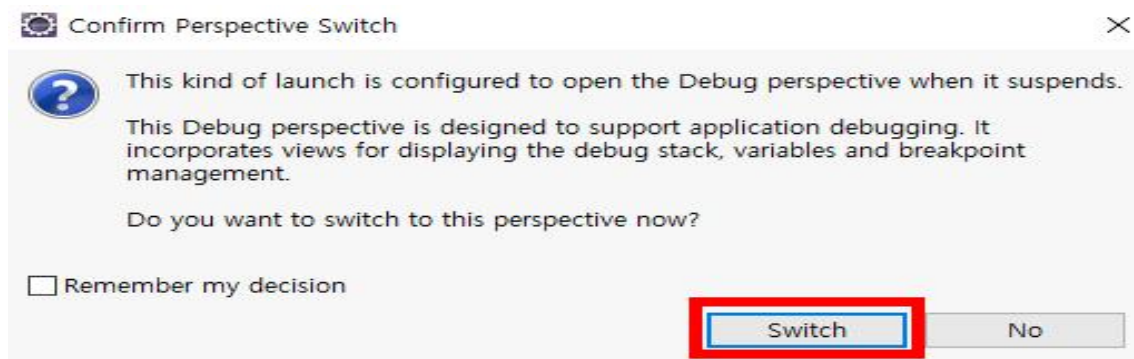 Confirm Perspective Switch
This kind of launch is configured to open the Debug perspective when it suspends.
This Debug perspective is designed to support application debugging. It
incorporates views for displaying the debug stack, variables and breakpoint
management.
Do you want to switch to this perspective now?
Remember my decision
Switch No